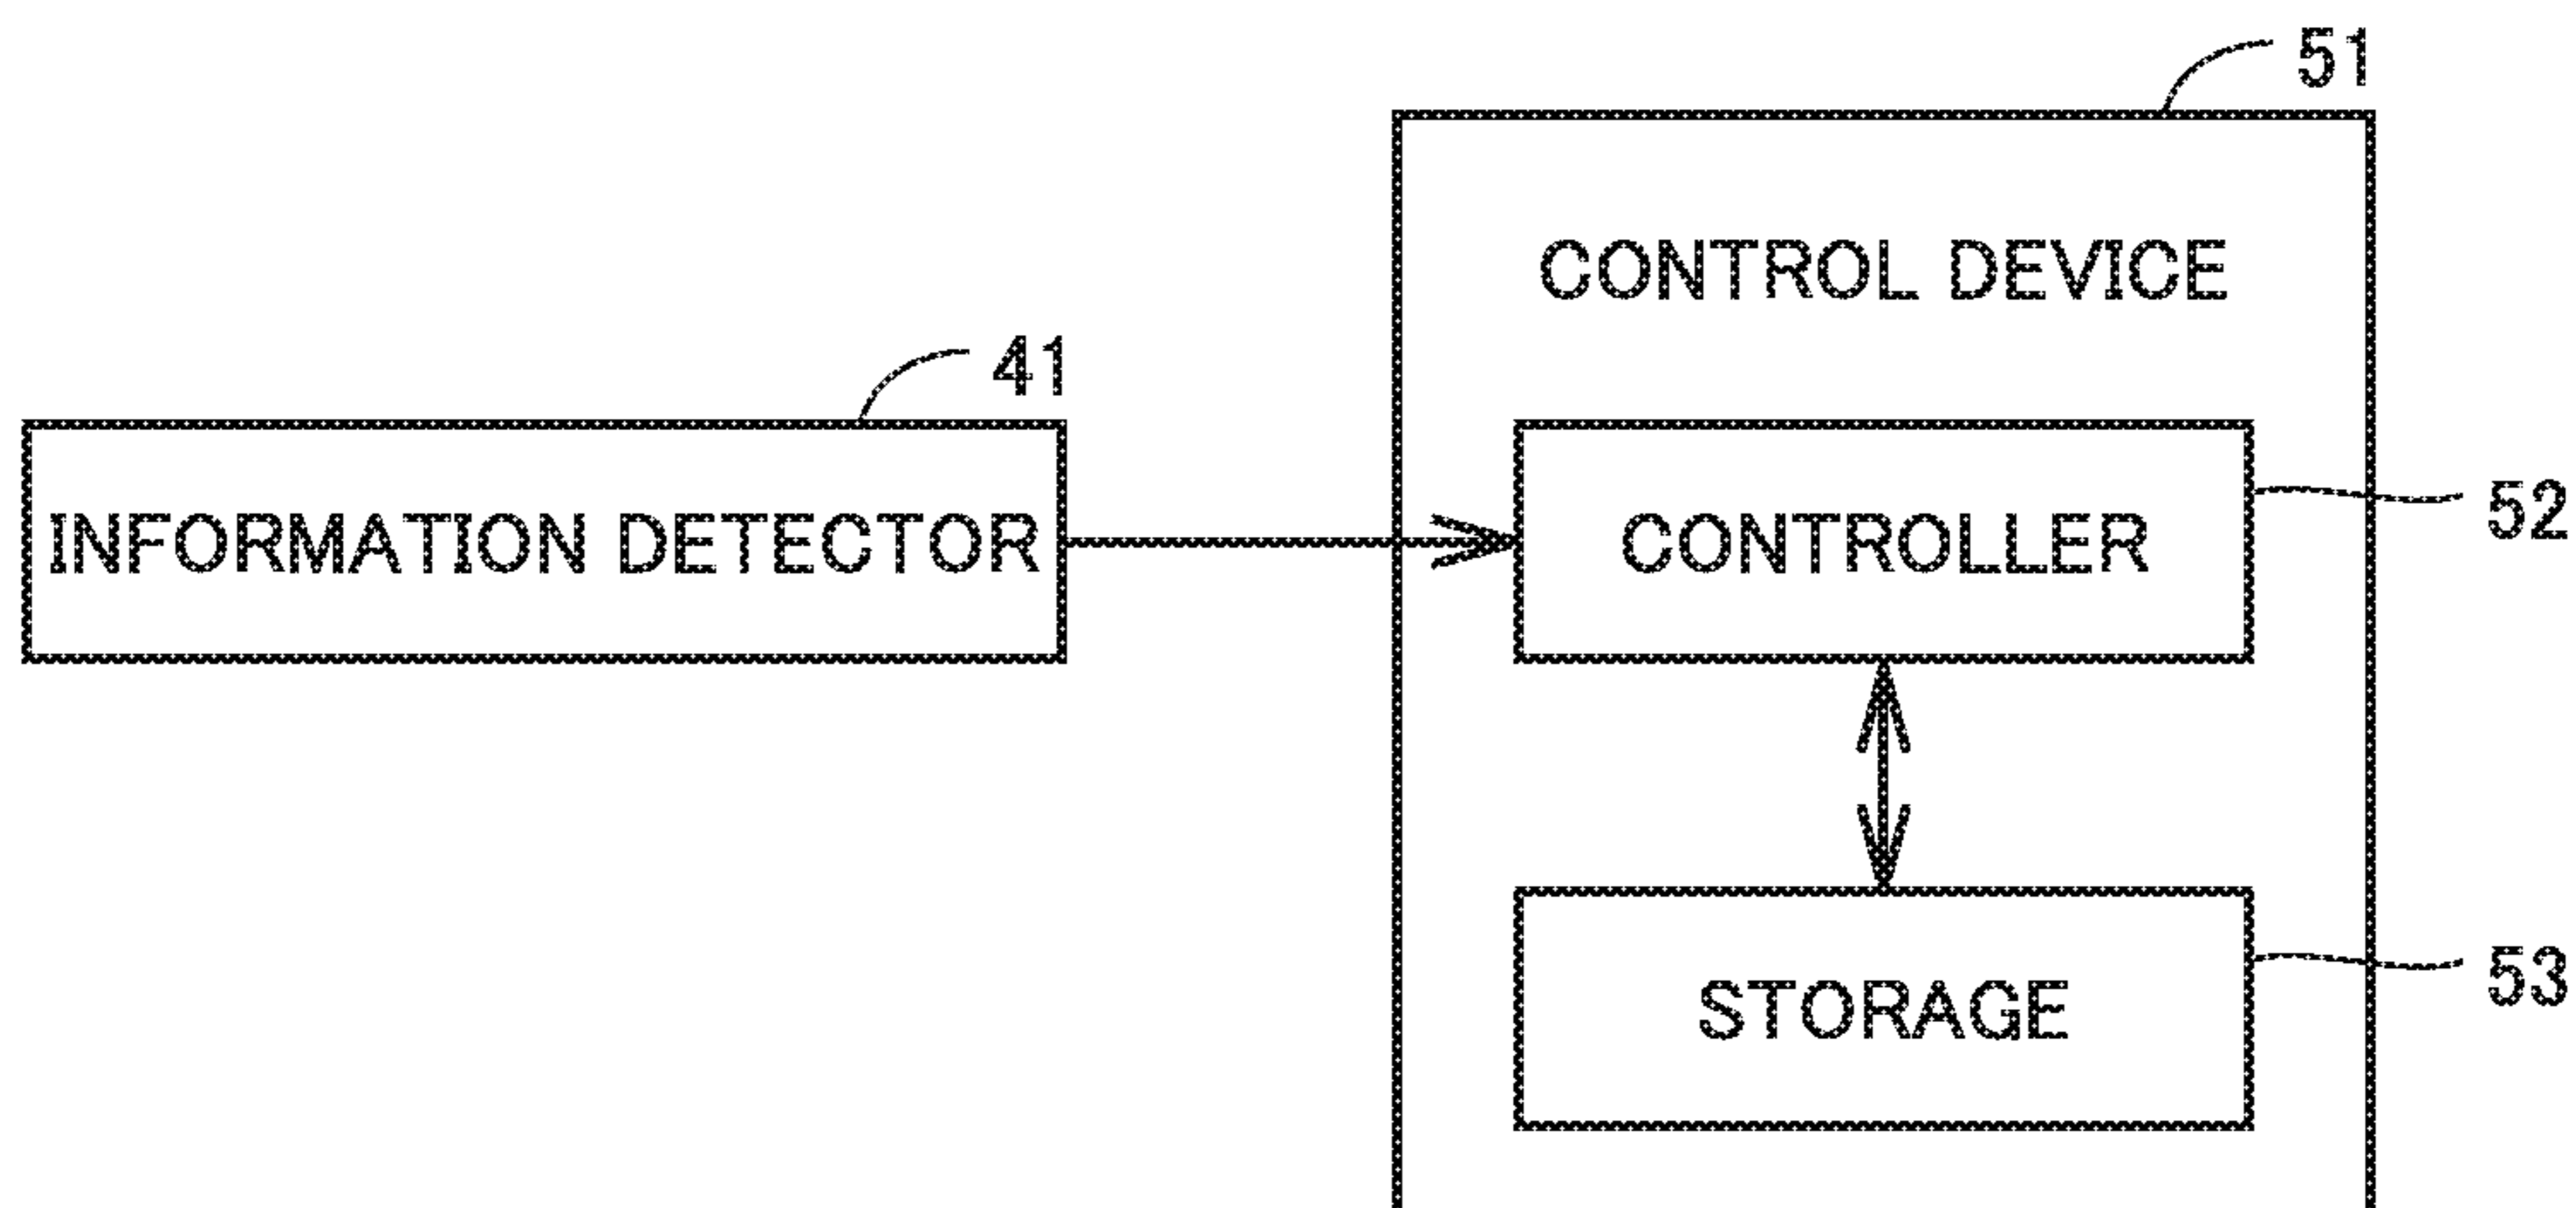 51
CONTROL DEVICE
41
INFORMATION DETECTOR
CONTROLLER
52
STORAGE
53